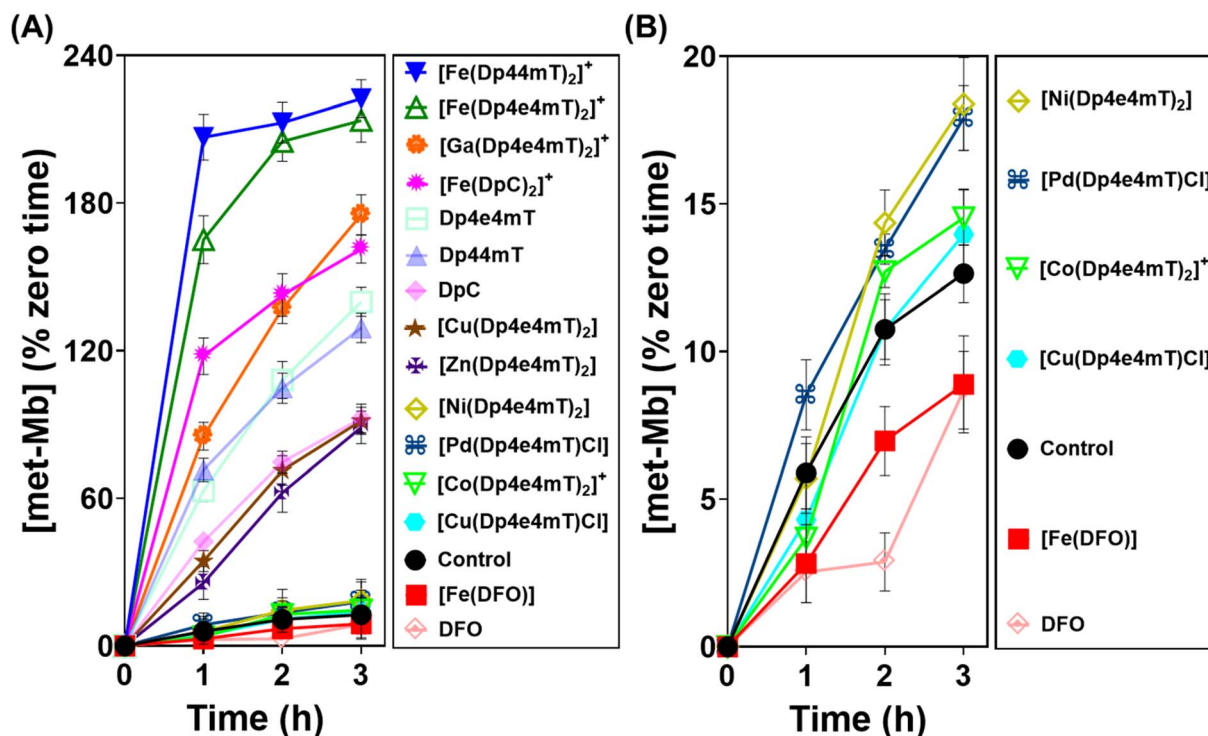 (A)
[met-Mb] (% zero time)
240
180
120
60
0
0 1 2 3
Time (h)
[Fe(Dp44mT)₂]⁺
[Fe(Dp4e4mT)₂]⁺
[Ga(Dp4e4mT)₂]⁺
[Fe(DpC)₂]⁺
Dp4e4mT
Dp44mT
DpC
[Cu(Dp4e4mT)₂]
[Zn(Dp4e4mT)₂]
[Ni(Dp4e4mT)₂]
[Pd(Dp4e4mT)Cl]
[Co(Dp4e4mT)₂]⁺
[Cu(Dp4e4mT)Cl]
Control
[Fe(DFO)]
DFO
(B)
[met-Mb] (% zero time)
20
15
10
5
0
0 1 2 3
Time (h)
[Ni(Dp4e4mT)₂]
[Pd(Dp4e4mT)Cl]
[Co(Dp4e4mT)₂]⁺
[Cu(Dp4e4mT)Cl]
Control
[Fe(DFO)]
DFO